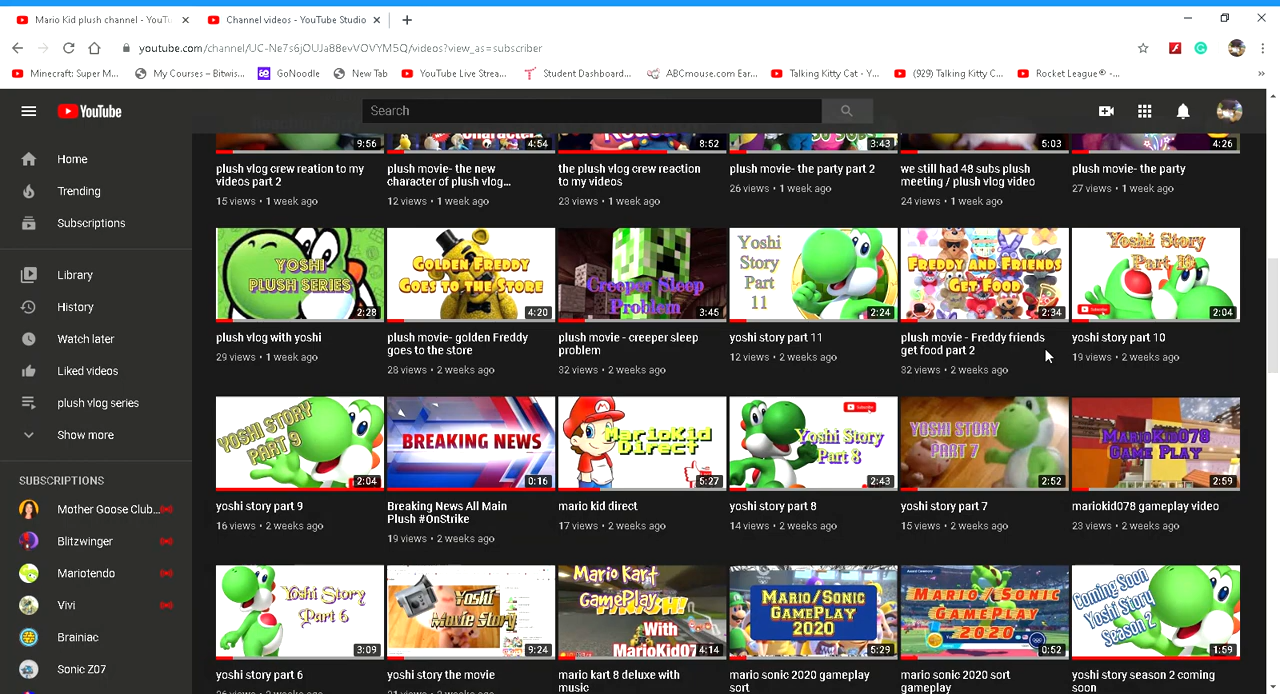 Mario Kid plush channel - YouTu
Channel videos - YouTube Studio
youtube.com/channel/UC-Ne7s6jOUJa88evVOVYM5Q/videos?view_as=subscriber
Minecraft: Super M...
My Courses – Bitwis...
GoNoodle
New Tab
YouTube Live Strea...
Student Dashboard...
ABCmouse.com Ear...
Talking Kitty Cat - Y...
(929) Talking Kitty C...
Rocket League® -...
YouTube
Search
Home
Trending
Subscriptions
Library
History
Watch later
Liked videos
plush vlog series
Show more
SUBSCRIPTIONS
Mother Goose Club...
Blitzwinger
Mariotendo
Vivi
Brainiac
Sonic Z07
9:56
4:54
8:52
3:43
5:03
4:26
plush vlog crew reation to my
videos part 2
15 views • 1 week ago
plush movie- the new
character of plush vlog...
12 views • 1 week ago
the plush vlog crew reaction
to my videos
23 views • 1 week ago
plush movie- the party part 2
26 views • 1 week ago
we still had 48 subs plush
meeting / plush vlog video
24 views • 1 week ago
plush movie- the party
27 views • 1 week ago
YOSHI
PLUSH SERIES
2:28
Golden Freddy
Goes to the Store
4:20
Creeper Sleep
Problem
3:45
Yoshi
Story
Part
11
2:24
Freddy and Friends
Get Food
2:34
Yoshi Story
Part 10
2:04
plush vlog with yoshi
29 views • 1 week ago
plush movie- golden Freddy
goes to the store
28 views • 2 weeks ago
plush movie - creeper sleep
problem
32 views • 2 weeks ago
yoshi story part 11
12 views • 2 weeks ago
plush movie - Freddy friends
get food part 2
32 views • 2 weeks ago
yoshi story part 10
19 views • 2 weeks ago
YOSHI STORY
PART 9
2:04
BREAKING NEWS
0:16
MarioKid
Direct
5:27
Yoshi Story
Part 8
2:43
YOSHI STORY
PART 7
2:52
MarioKid078
Game Play
2:59
yoshi story part 9
16 views • 2 weeks ago
Breaking News All Main
Plush #OnStrike
19 views • 2 weeks ago
mario kid direct
17 views • 2 weeks ago
yoshi story part 8
14 views • 2 weeks ago
yoshi story part 7
15 views • 2 weeks ago
mariokid078 gameplay video
23 views • 2 weeks ago
Yoshi Story
Part 6
3:09
Yoshi
Movie Story
9:24
Mario Kart
GamePlay
With
MarioKid07
4:14
Mario/Sonic
GamePlay
2020
5:29
Mario/Sonic
GamePlay
2020
0:52
Coming Soon
Yoshi Story
Season 2
1:59
yoshi story part 6
yoshi story the movie
mario kart 8 deluxe with
music
mario sonic 2020 gameplay
sort
mario sonic 2020 sort
gameplay
yoshi story season 2 coming
soon